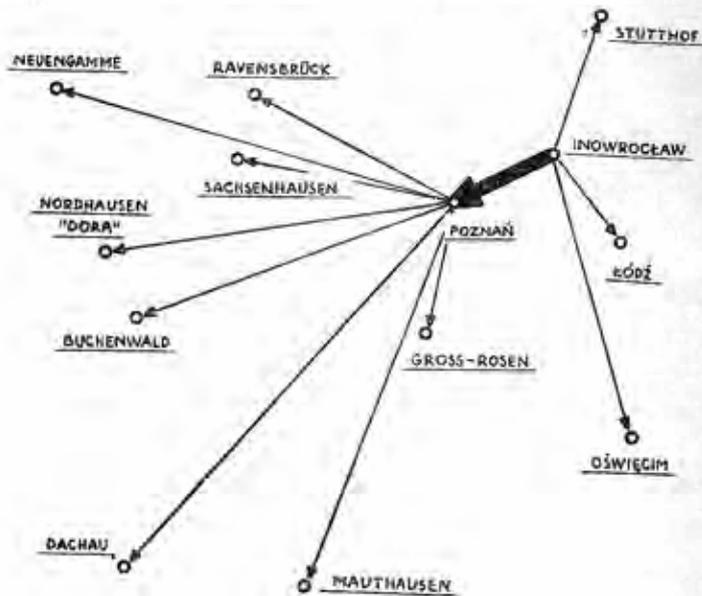 STUTTHOF
NEUENGAMME
RAVENSBRÜCK
INOWROCŁAW
SACHSENHAUSEN
NORDHAUSEN
"DORA"
POZNAŃ
ŁÓDŹ
BUCHENWALD
GROSS-ROSEN
OŚWIĘCIM
DACHAU
MAUTHAUSEN